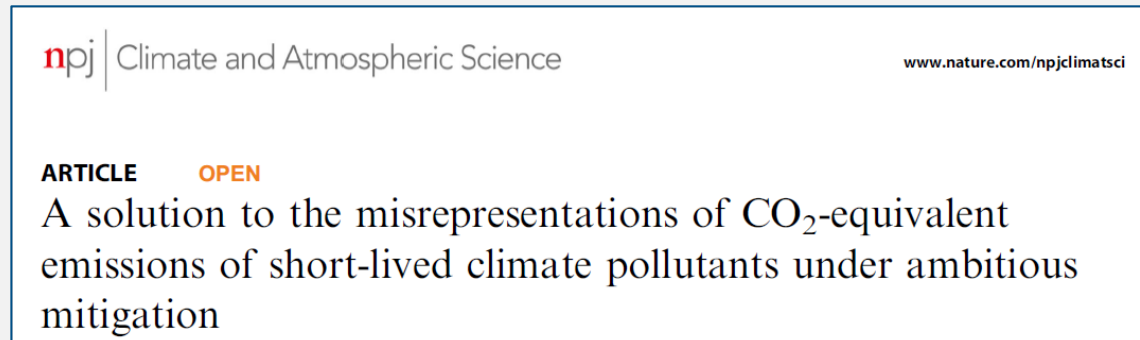 npj | Climate and Atmospheric Science
www.nature.com/npjclimatsci
ARTICLE OPEN
A solution to the misrepresentations of CO₂-equivalent
emissions of short-lived climate pollutants under ambitious
mitigation